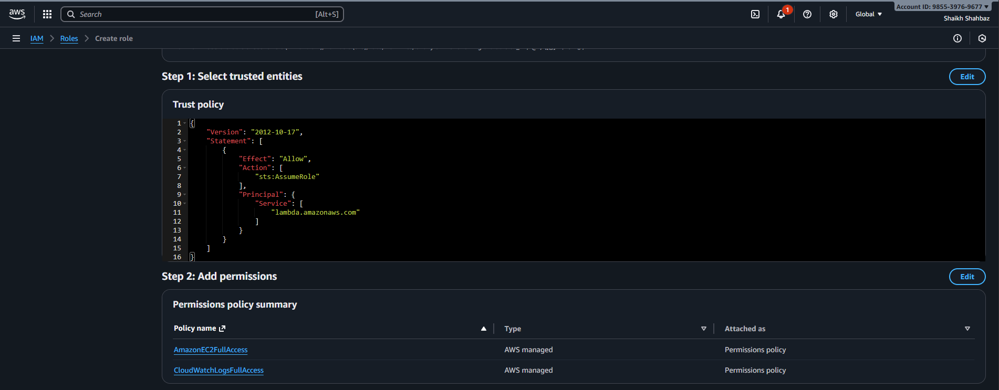 aws
Search [Alt+S]
1
Global
Account ID: 9855-3976-9677
Shaikh Shahbaz
IAM > Roles > Create role
Step 1: Select trusted entities
Edit
Trust policy
1 {
2 "Version": "2012-10-17",
3 "Statement": [
4 {
5 "Effect": "Allow",
6 "Action": [
7 "sts:AssumeRole"
8 ],
9 "Principal": {
10 "Service": [
11 "lambda.amazonaws.com"
12 ]
13 }
14 }
15 ]
16 }
Step 2: Add permissions
Edit
Permissions policy summary
Policy name Type Attached as
AmazonEC2FullAccess AWS managed Permissions policy
CloudWatchLogsFullAccess AWS managed Permissions policy